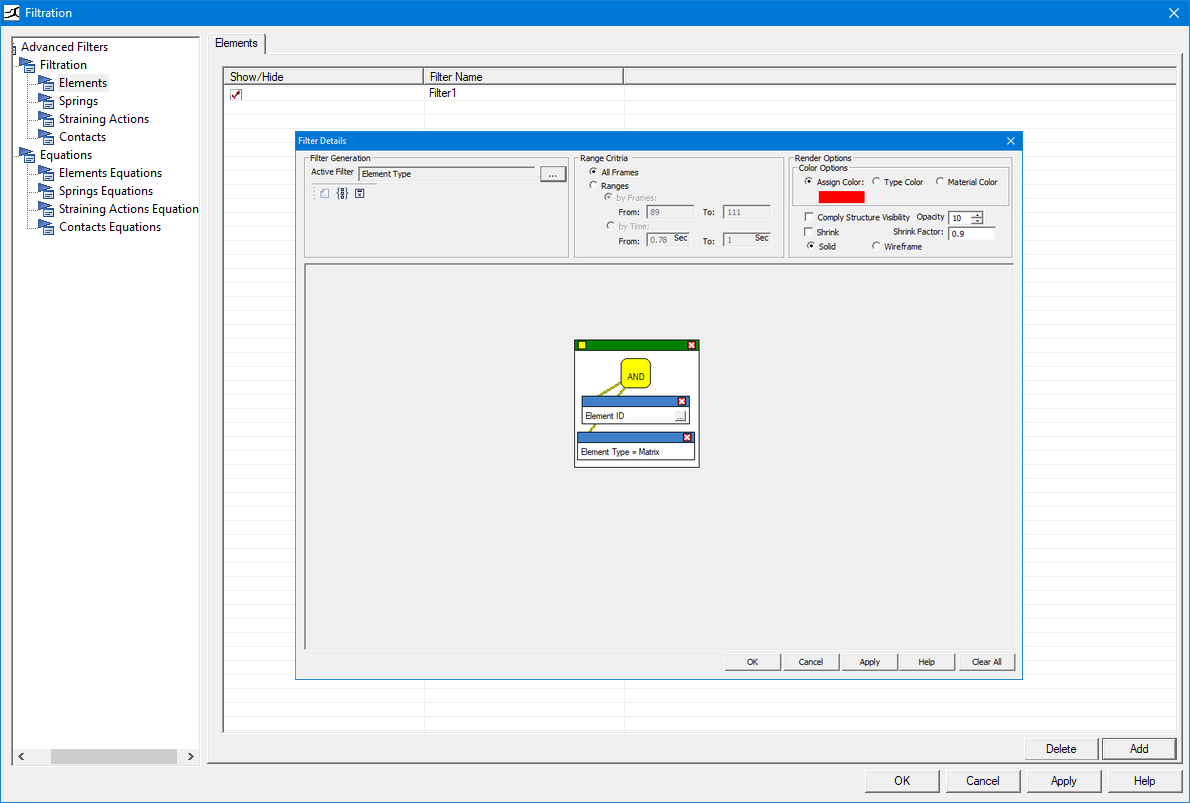 Filtration
Advanced Filters
Filtration
Elements
Springs
Straining Actions
Contacts
Equations
Elements Equations
Springs Equations
Straining Actions Equation
Contacts Equations
Elements
Show/Hide Filter Name
Filter1
Filter Details
Filter Generation
Active Filter Element Type ...
Range Critria
All Frames
Ranges
by Frames:
From: 89 To: 111
by Time:
From: 0.78 Sec To: 1 Sec
Render Options
Color Options
Assign Color: Type Color Material Color
Comply Structure Visibility Opacity 10
Shrink Shrink Factor: 0.9
Solid Wireframe
AND
Element ID ...
Element Type = Matrix
OK Cancel Apply Help Clear All
Delete Add
OK Cancel Apply Help